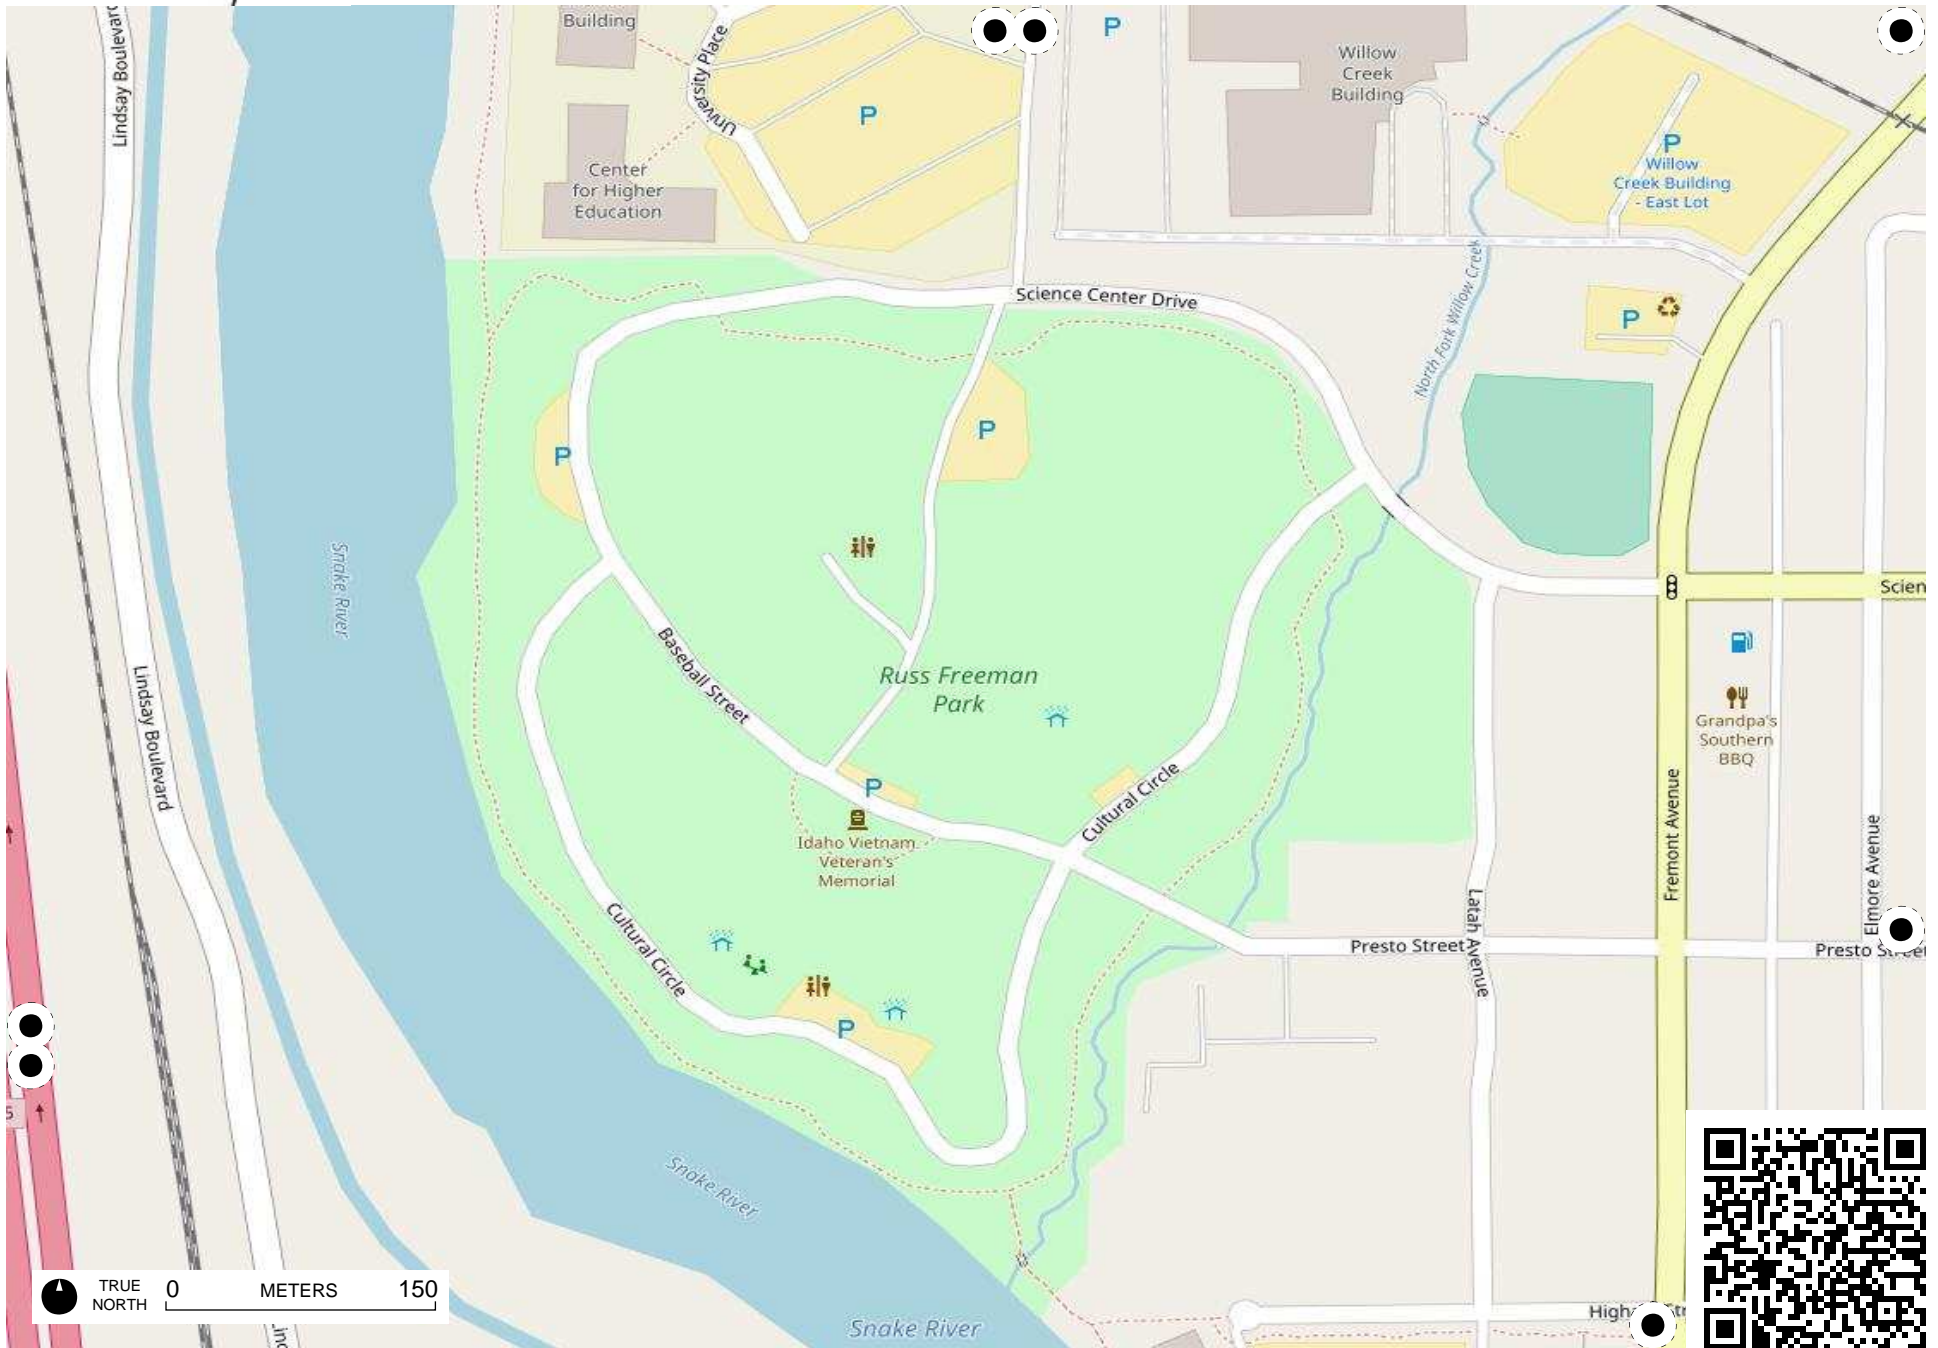 Lindsay Boulevard
Building
University Place
P
P
Willow
Creek
Building
P
Willow
Creek Building
- East Lot
Center
for Higher
Education
North Fork Willow Creek
Science Center Drive
P
P
P
Snake River
Scien
Baseball Street
Russ Freeman
Park
Grandpa's
Southern
BBQ
Lindsay Boulevard
P
Cultural Circle
Idaho Vietnam
Veteran's
Memorial
Fremont Avenue
Elmore Avenue
Latah Avenue
Cultural Circle
Presto Street
Presto Street
P
5
Snake River
TRUE
NORTH
0 METERS 150
Snake River